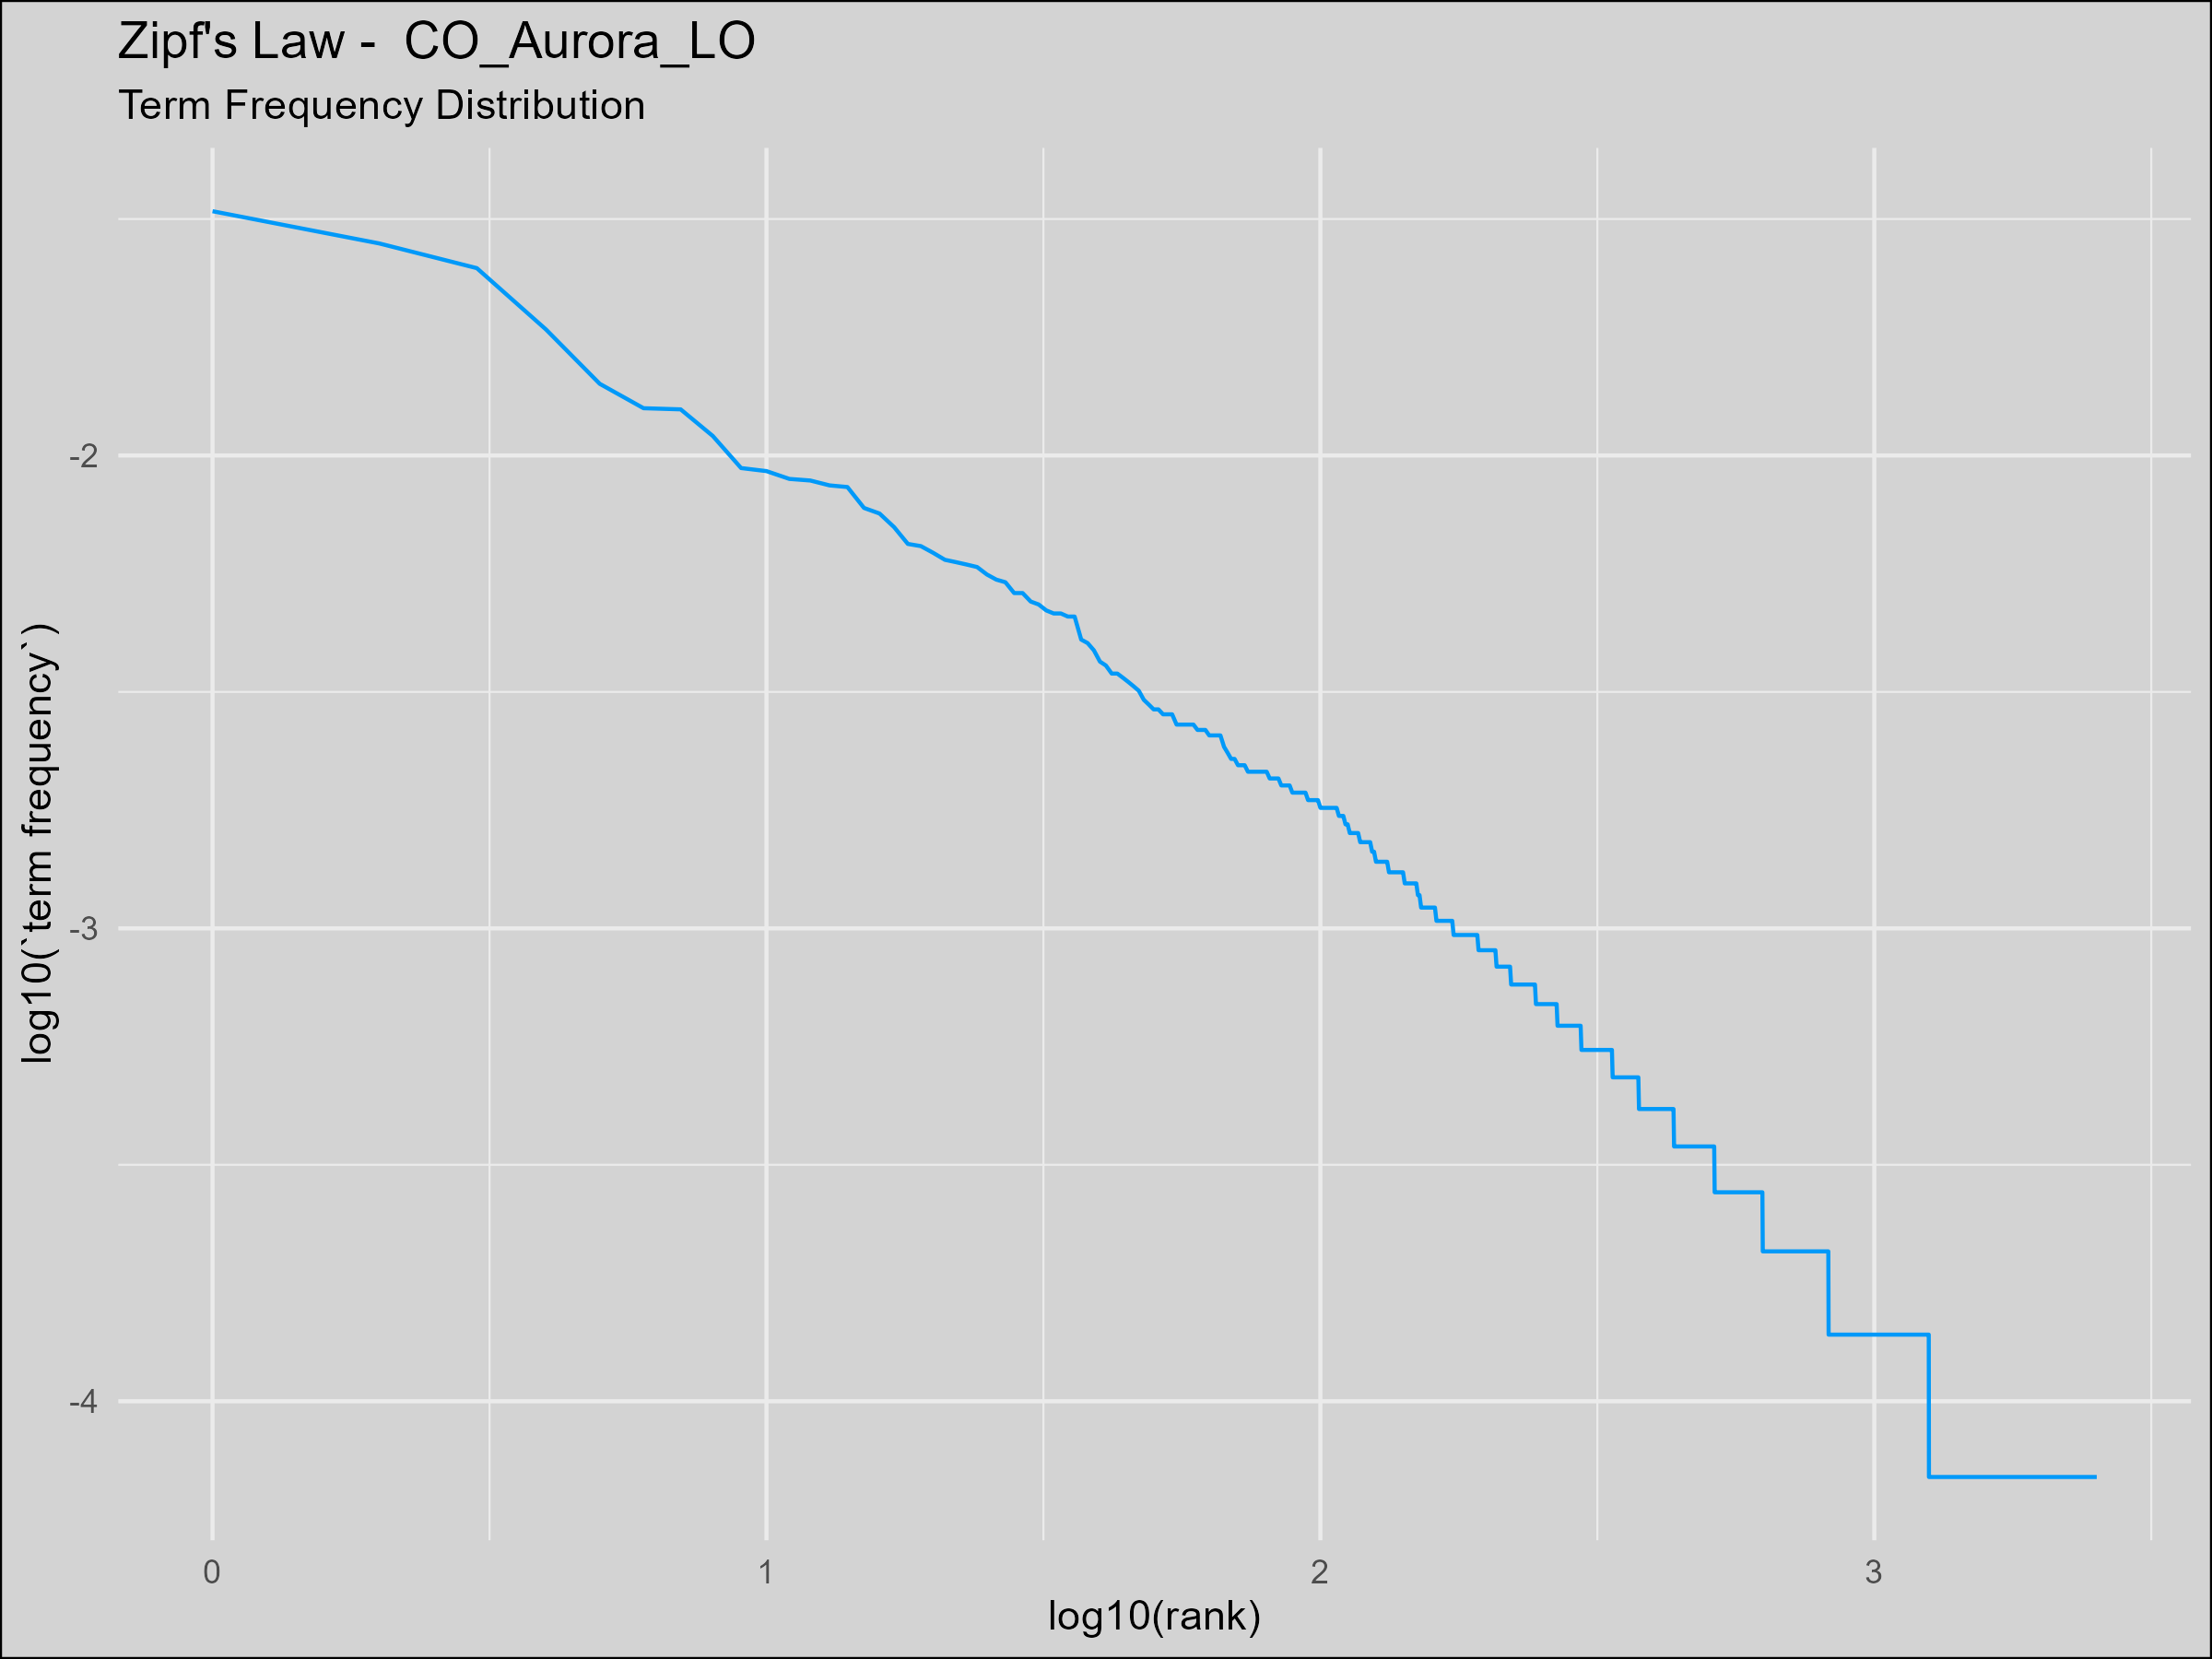 Zipf's Law -  CO_Aurora_LO
Term Frequency Distribution
log10(`term frequency`)
-2
-3
-4
0
1
2
3
log10(rank)